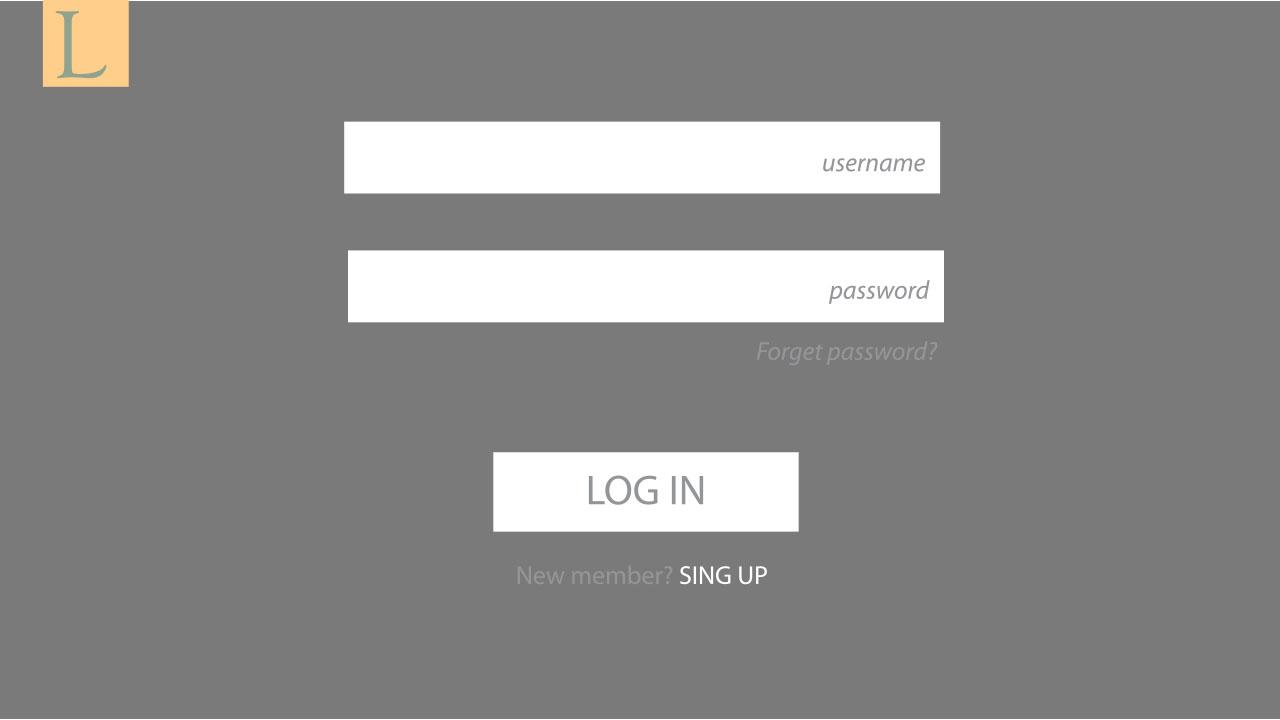 L
username
password
Forget password?
LOG IN
New member? SING UP